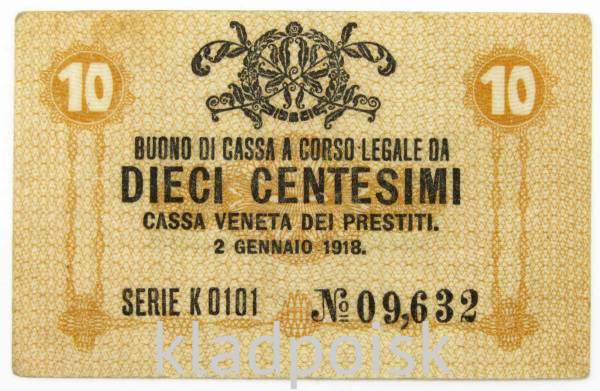 10 10
BUONO DI CASSA A CORSO LEGALE DA
DIECI CENTESIMI
CASSA VENETA DEI PRESTITI.
2 GENNAIO 1918.
SERIE K 0101 No 09,632
kladpoisk